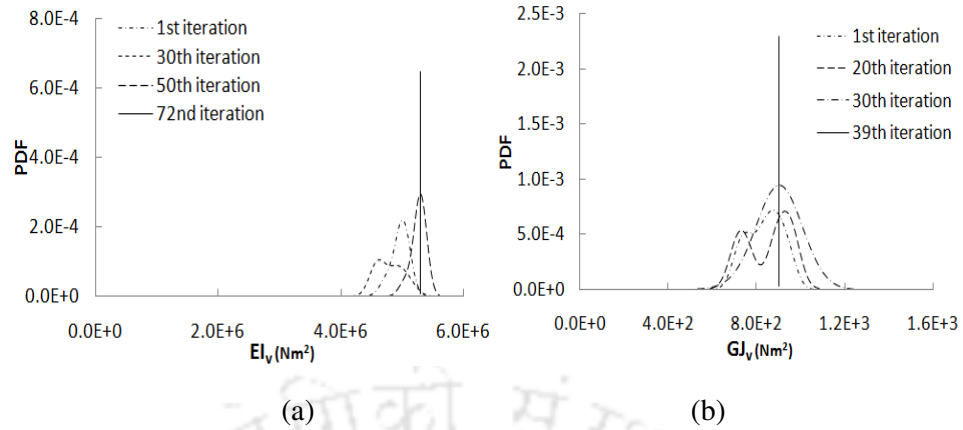 8.0E-4
6.0E-4
4.0E-4
2.0E-4
0.0E+0
PDF
1st iteration
30th iteration
50th iteration
72nd iteration
0.0E+0 2.0E+6 4.0E+6 6.0E+6
EIᵥ (Nm²)
(a)
2.5E-3
2.0E-3
1.5E-3
1.0E-3
5.0E-4
0.0E+0
PDF
1st iteration
20th iteration
30th iteration
39th iteration
0.0E+0 4.0E+2 8.0E+2 1.2E+3 1.6E+3
GJᵥ (Nm²)
(b)